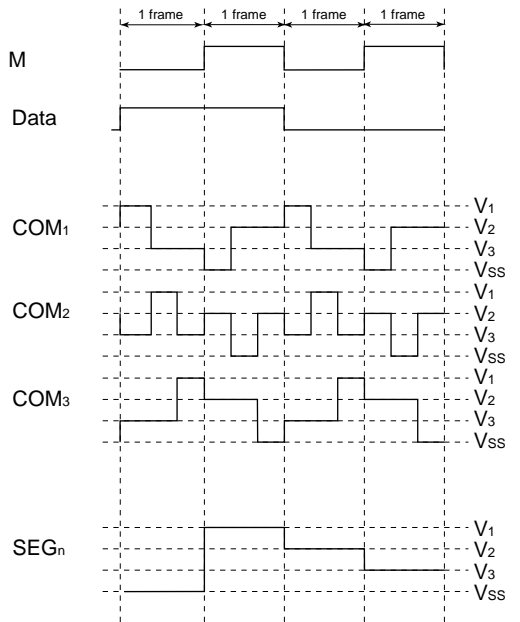 1 frame 1 frame 1 frame 1 frame
M
Data
COM1
V1
V2
V3
VSS
COM2
V1
V2
V3
VSS
COM3
V1
V2
V3
VSS
SEGn
V1
V2
V3
VSS